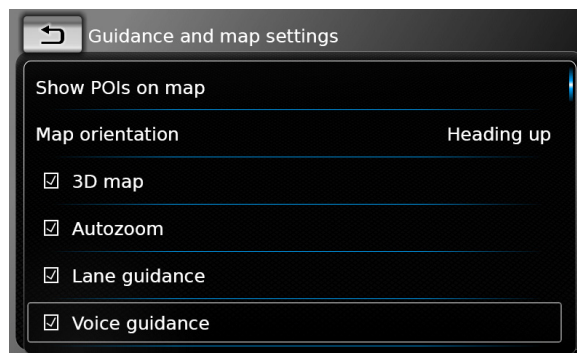 Guidance and map settings
Show POIs on map
Map orientation Heading up
3D map
Autozoom
Lane guidance
Voice guidance